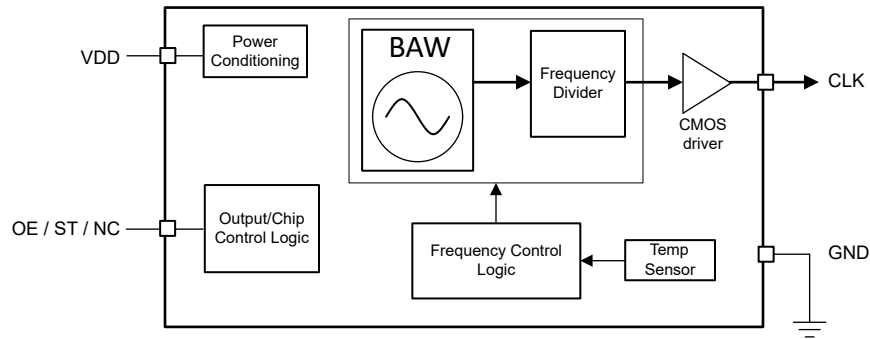 VDD
Power
Conditioning
BAW
Frequency
Divider
CMOS
driver
CLK
OE / ST / NC
Output/Chip
Control Logic
Frequency Control
Logic
Temp
Sensor
GND